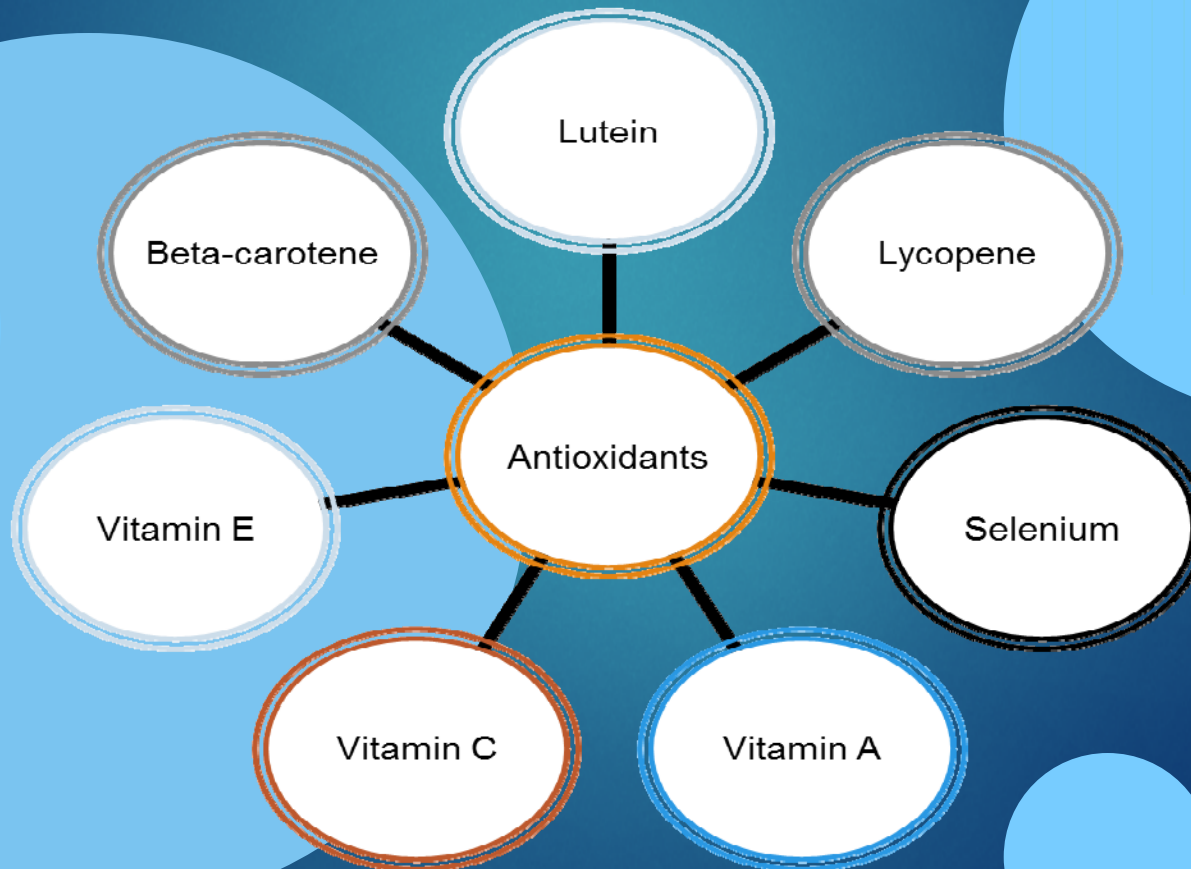 Lutein
Beta-carotene
Lycopene
Antioxidants
Vitamin E
Selenium
Vitamin C
Vitamin A